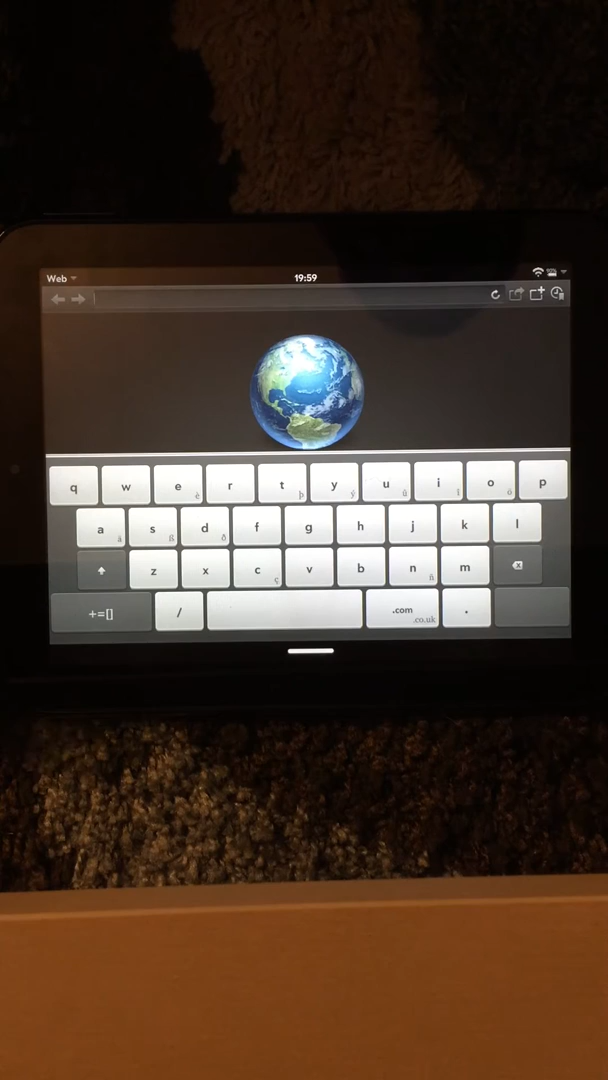 Web 19:59
q w e è r t þ y ý u û i î o ö p
a ä s ß d ð f g h j k l
z x c ç v b n ñ m
+=[] / .com .co.uk .